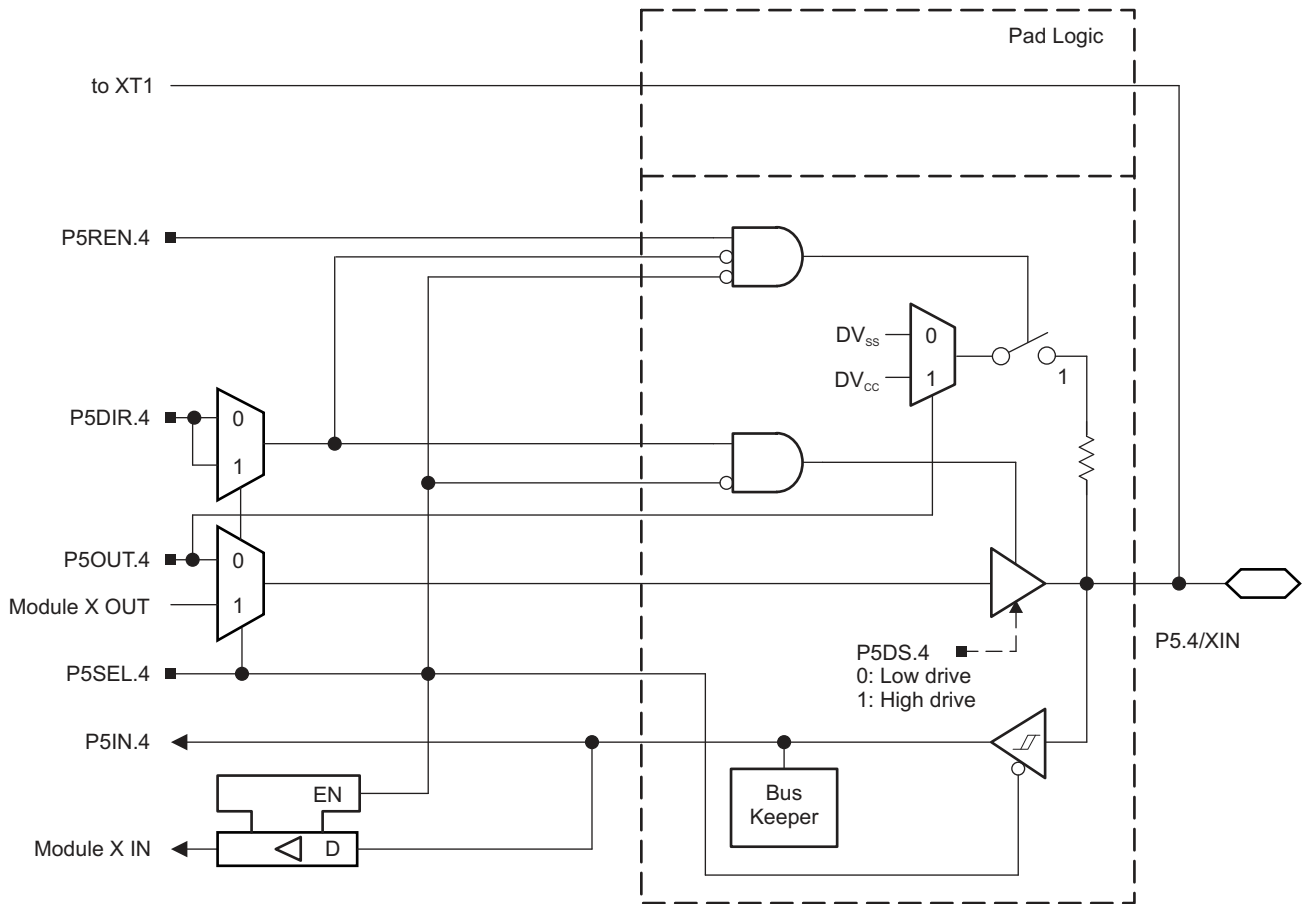 Pad Logic
to XT1
P5REN.4
DVSS
0
DVCC
1
1
P5DIR.4
0
1
P5OUT.4
0
Module X OUT
1
P5DS.4
0: Low drive
1: High drive
P5.4/XIN
P5SEL.4
P5IN.4
EN
Bus
Keeper
Module X IN
D